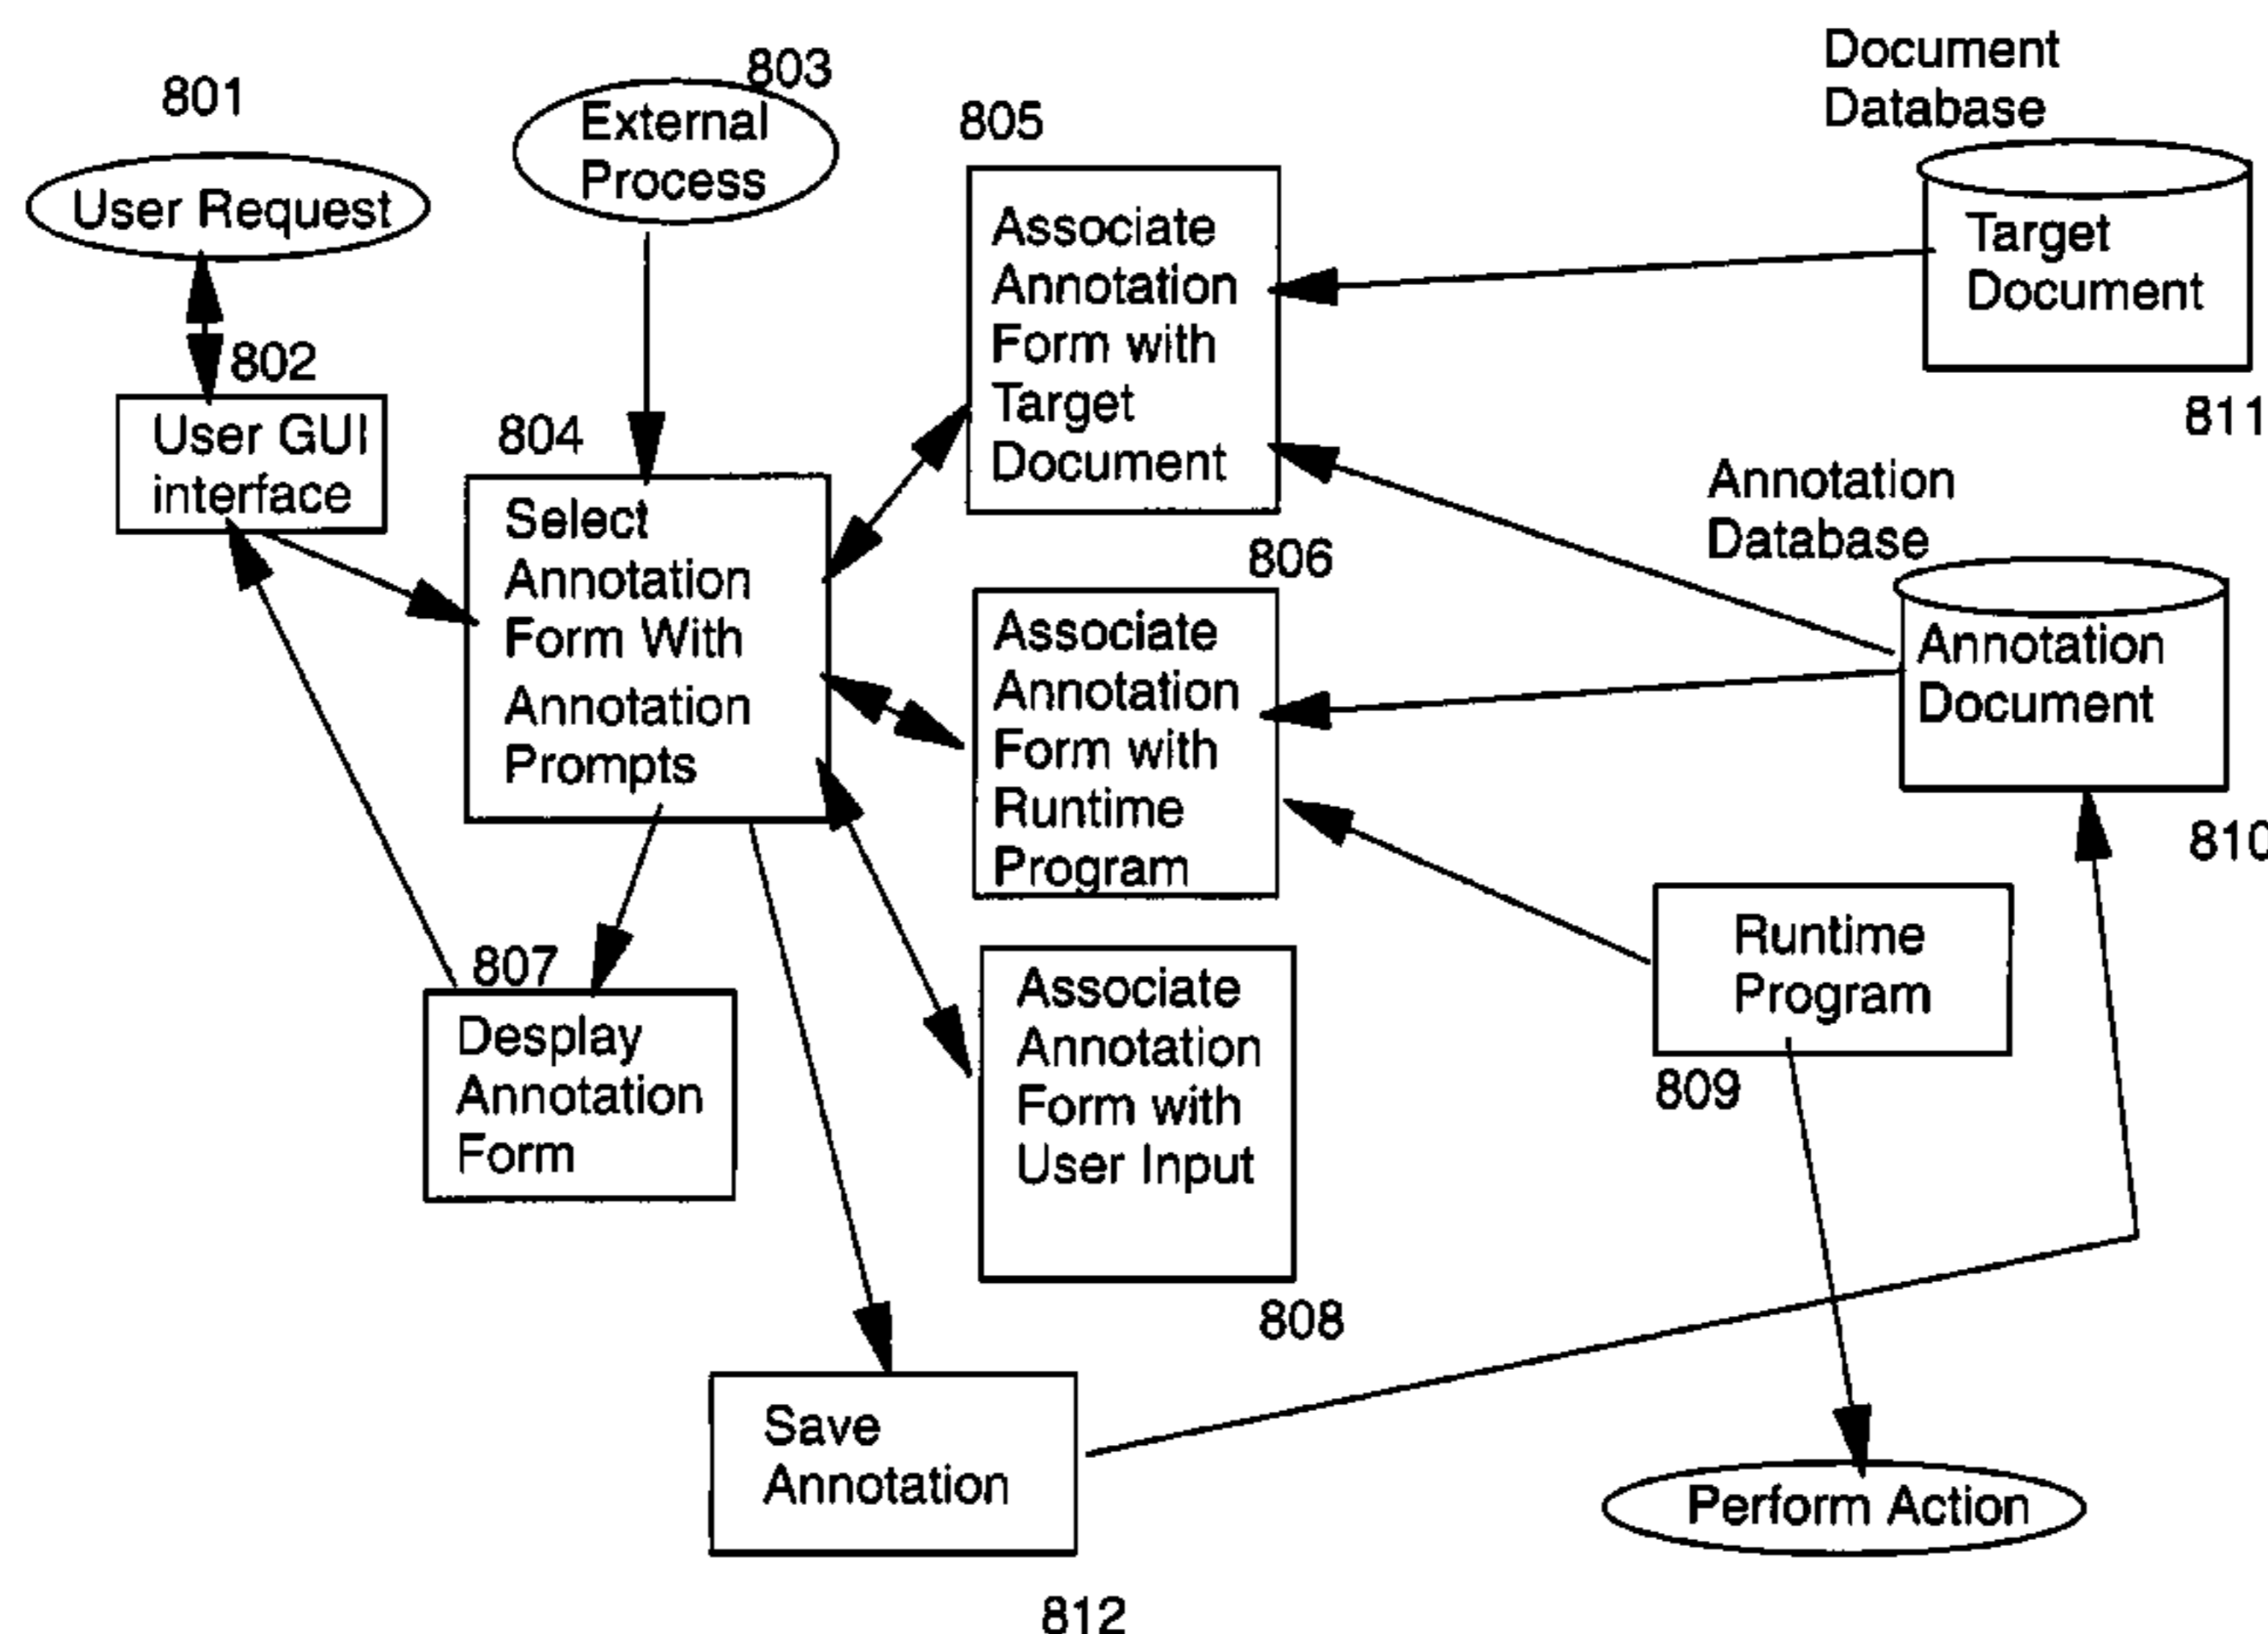 801
User Request
802
User GUI
interface
803
External
Process
804
Select
Annotation
Form With
Annotation
Prompts
805
Associate
Annotation
Form with
Target
Document
806
Associate
Annotation
Form with
Runtime
Program
807
Desplay
Annotation
Form
Associate
Annotation
Form with
User Input
808
Document
Database
Target
Document
811
Annotation
Database
Annotation
Document
810
Runtime
Program
809
Save
Annotation
812
Perform Action